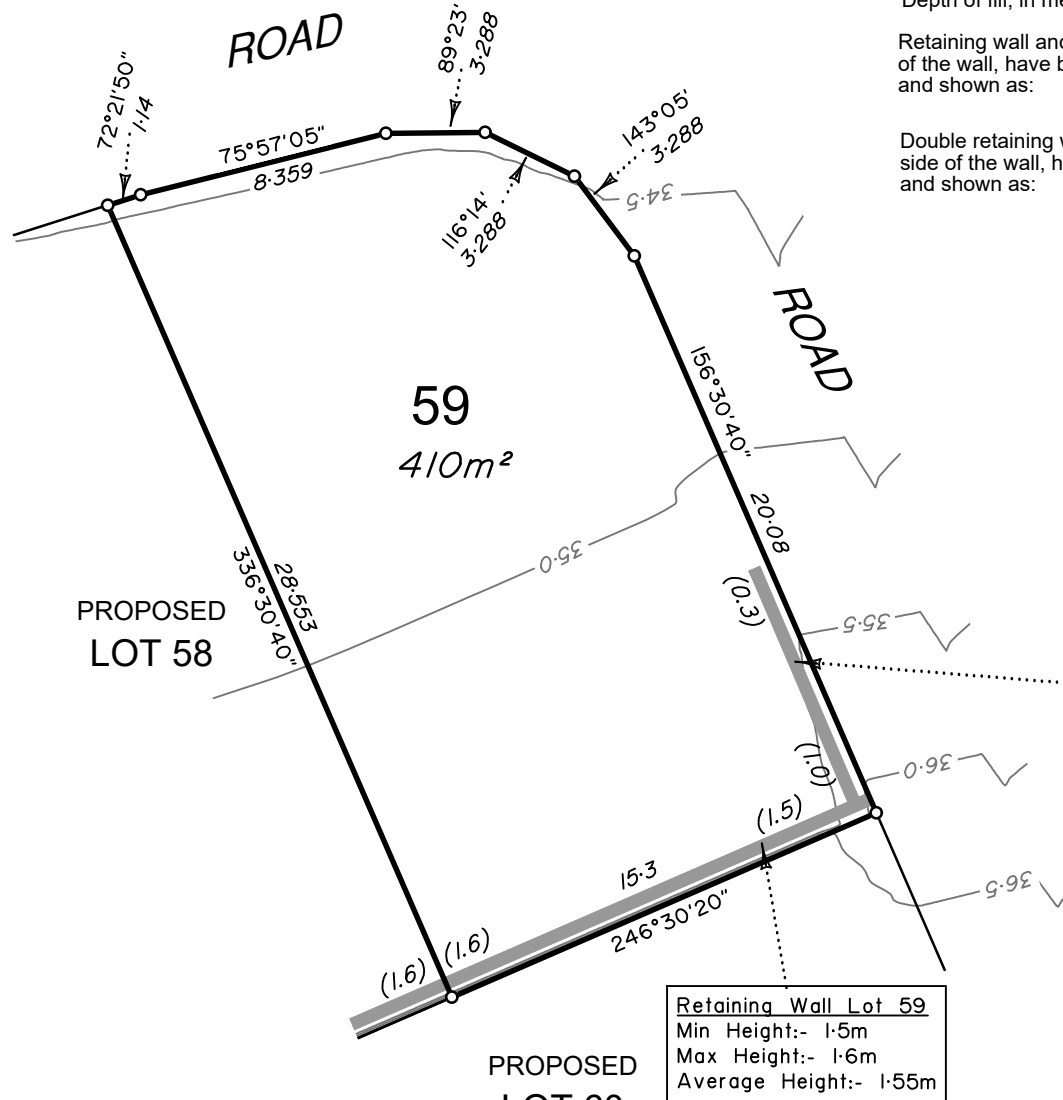 Depth of fill, in me
ROAD
Retaining wall and
of the wall, have b
and shown as:
Double retaining w
side of the wall, h
and shown as:
72°21'50"
1·14
75°57'05"
8·359
89°23'
3·288
116°14'
3·288
143°05'
3·288
34·5
ROAD
59
410m²
156°30'40"
20·08
35·0
PROPOSED
LOT 58
28·553
336°30'40"
(0.3)
35·5
(1.0)
36·0
(1.5)
15·3
246°30'20"
36·5
(1.6)
(1.6)
Retaining Wall Lot 59
Min Height:- 1·5m
Max Height:- 1·6m
Average Height:- 1·55m
PROPOSED
LOT 60